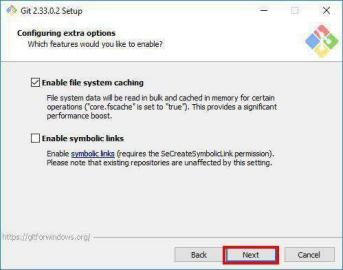 Git 2.33.0.2 Setup
Configuring extra options
Which features would you like to enable?
Enable file system caching
File system data will be read in bulk and cached in memory for certain
operations ("core.fscache" is set to "true"). This provides a significant
performance boost.
Enable symbolic links
Enable symbolic links (requires the SeCreateSymbolicLink permission).
Please note that existing repositories are unaffected by this setting.
https://gitforwindows.org/
Back Next Cancel